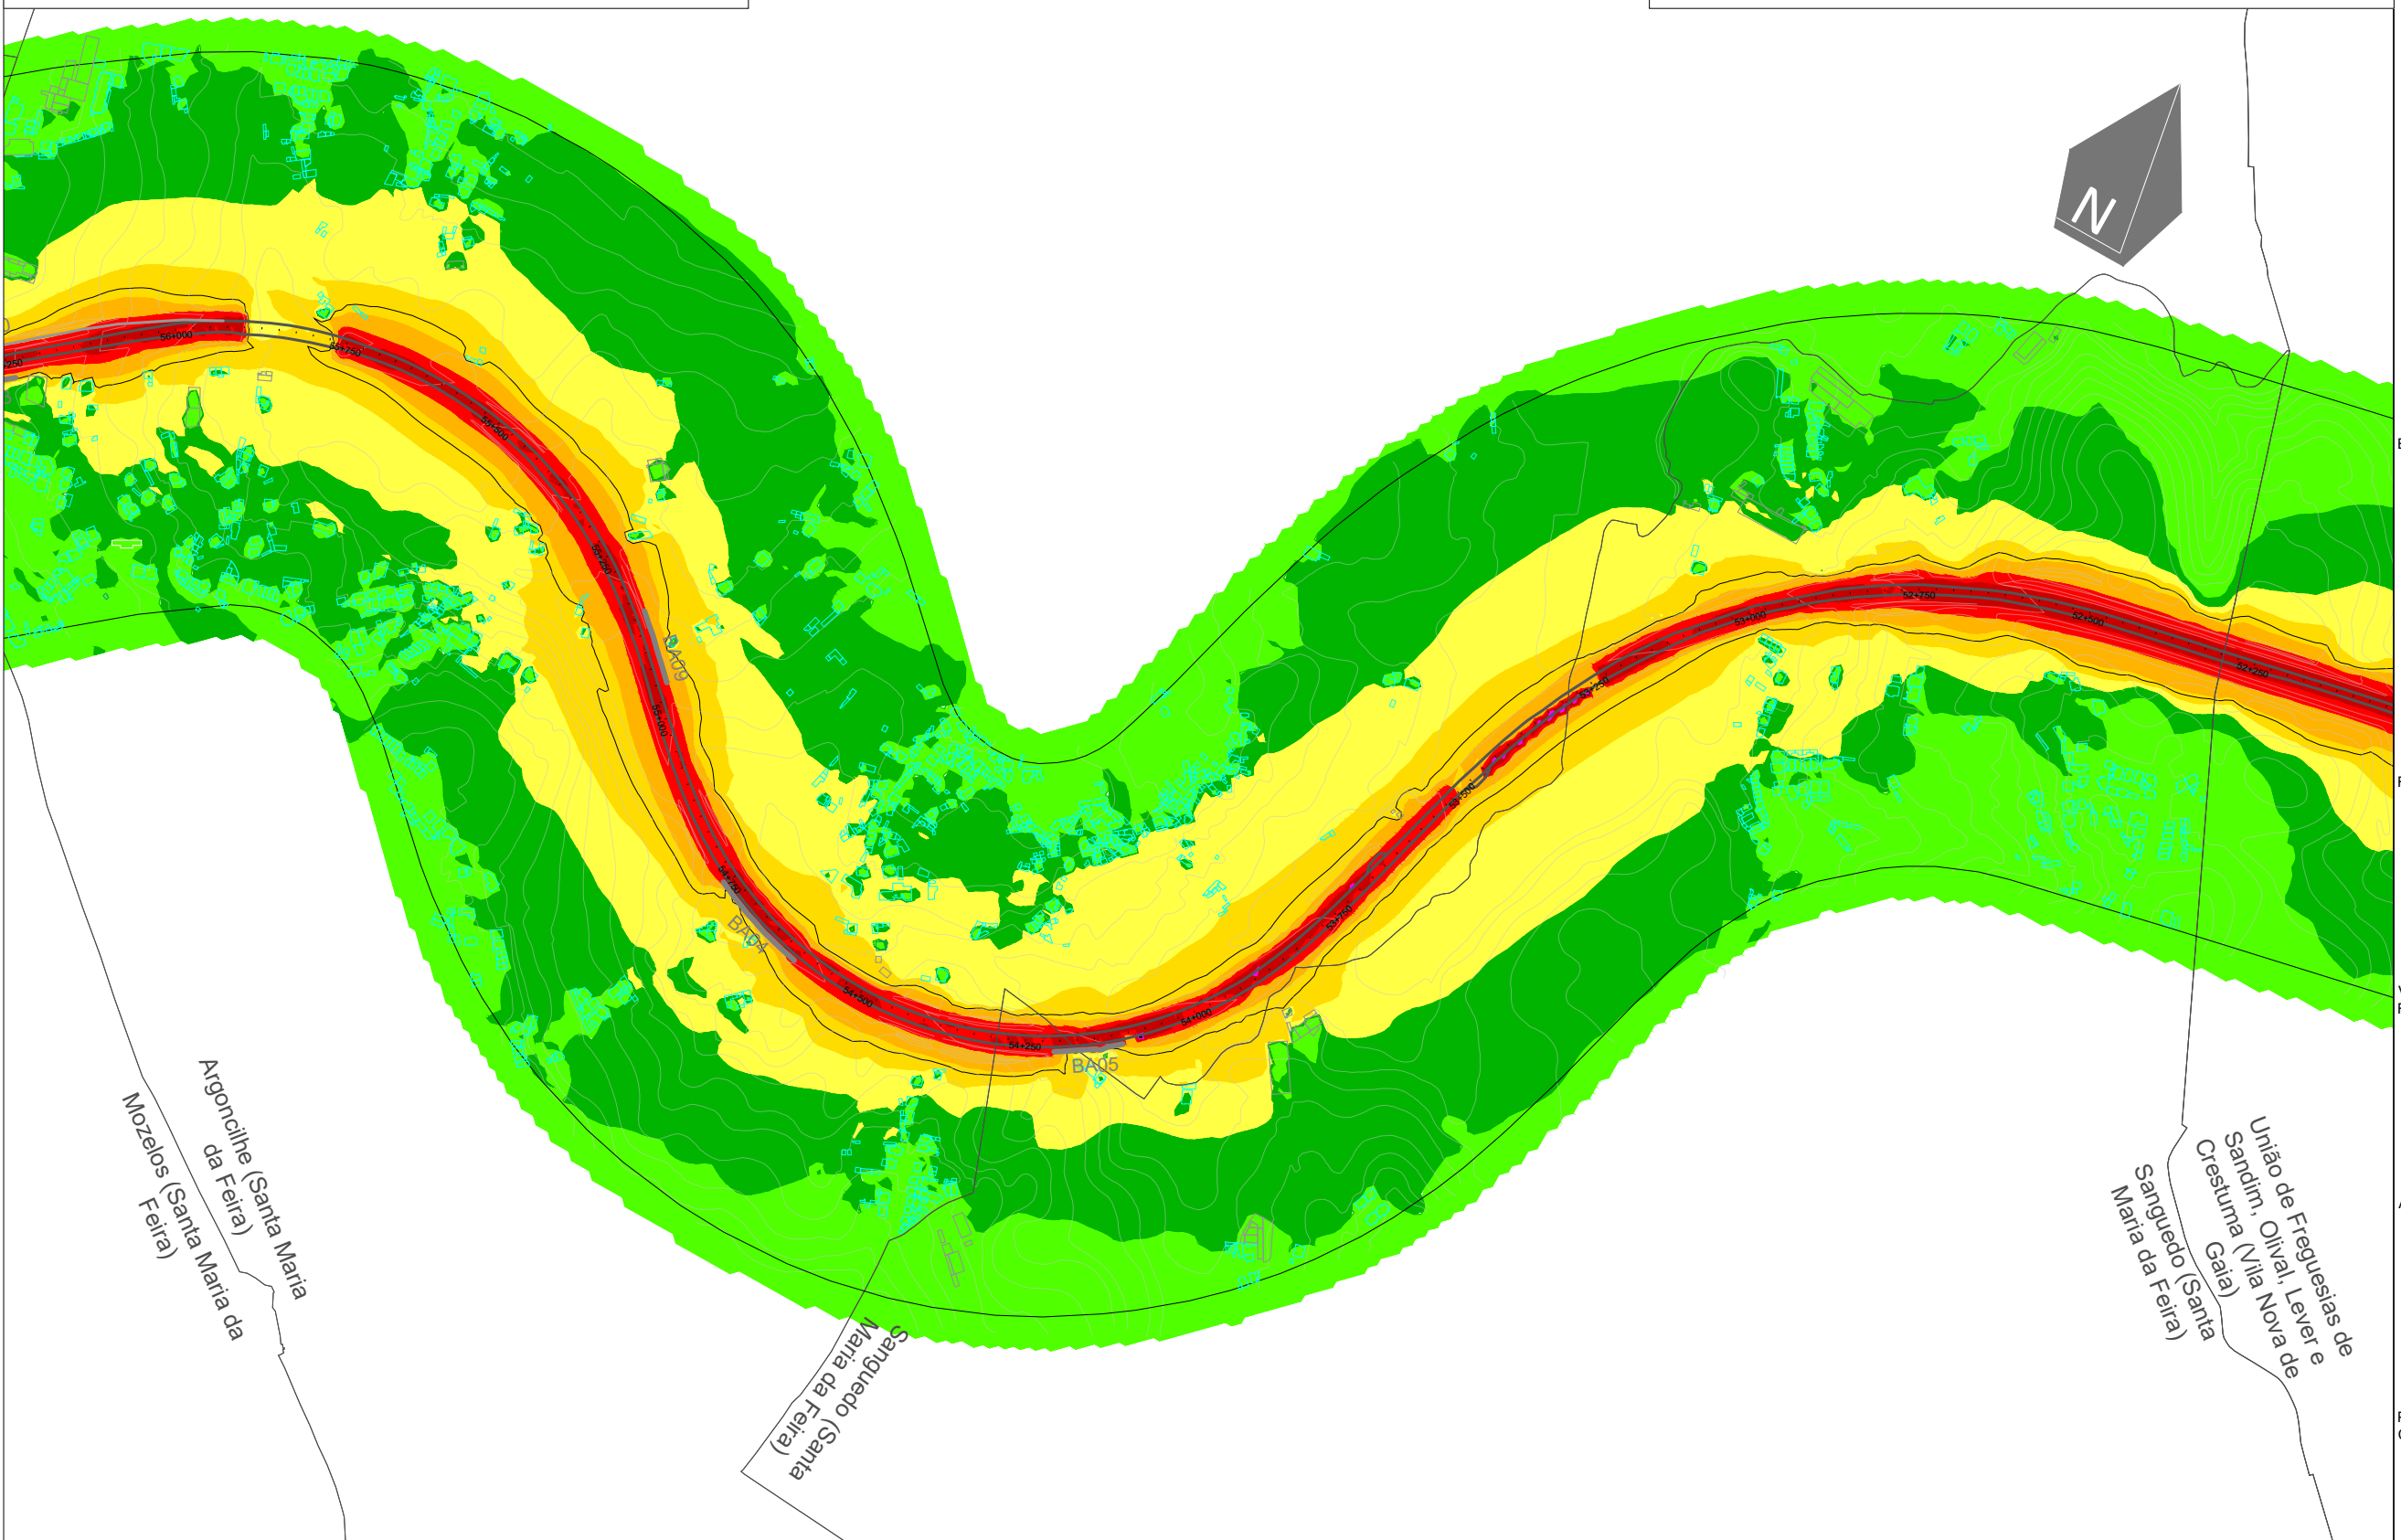 N
56+000
55+750
55+500
55+250
55+000
54+750
BA04
54+500
54+250
BA05
54+000
53+750
53+500
53+250
53+000
52+750
52+500
52+250
Argoncilhe (Santa Maria
da Feira)
Mozelos (Santa Maria da
Feira)
Sanguedo (Santa
Maria da Feira)
União de Freguesias de
Sandim, Olival, Lever e
Crestuma (Vila Nova de
Gaia)
Sanguedo (Santa
Maria da Feira)